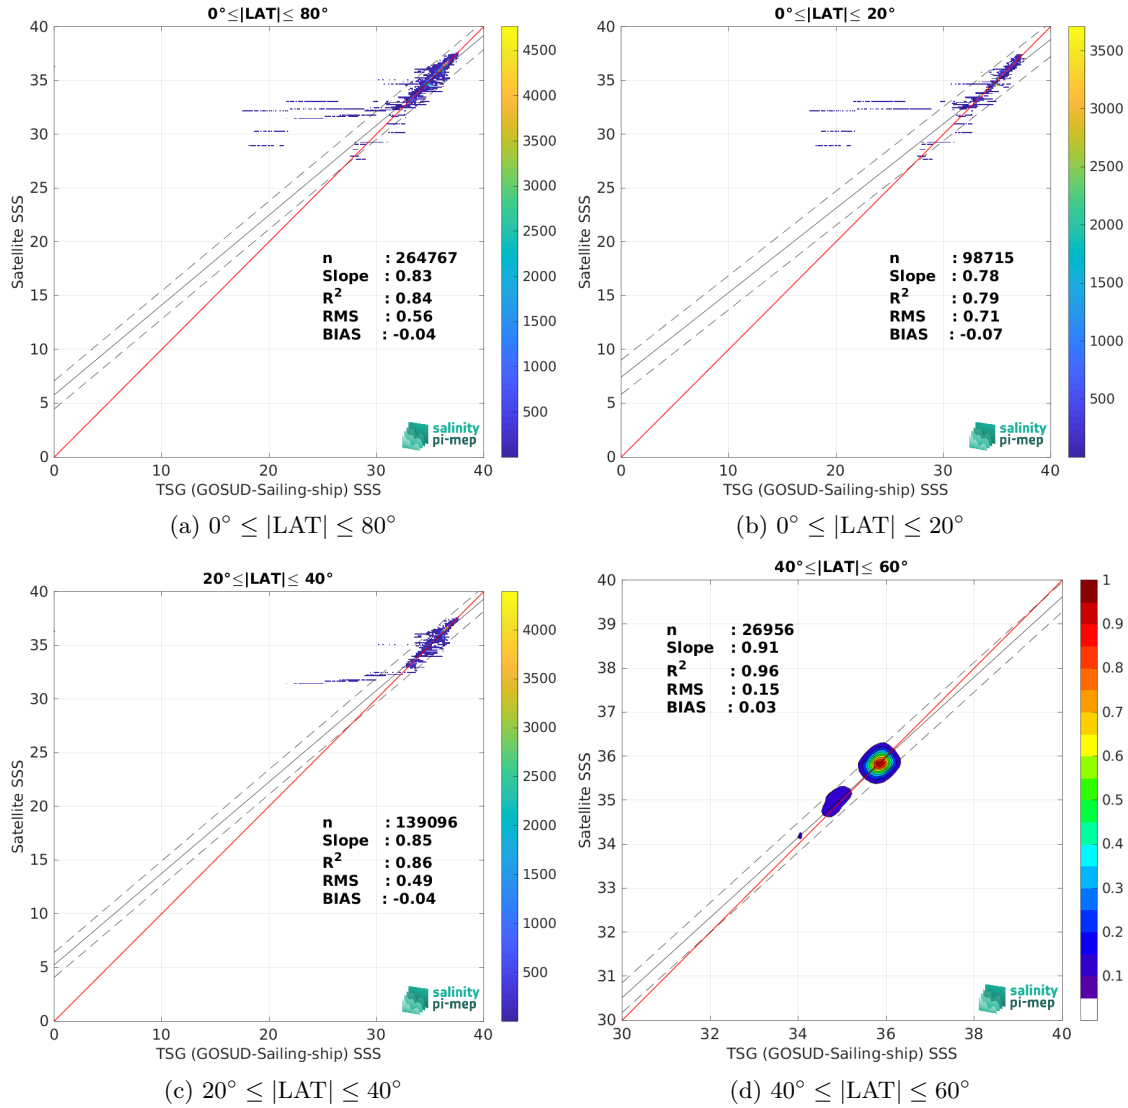 0°≤|LAT|≤ 80°
40
35
30
25
20
15
10
5
0
0
10
20
30
40
Satellite SSS
TSG (GOSUD-Sailing-ship) SSS
n : 264767
Slope : 0.83
R² : 0.84
RMS : 0.56
BIAS : -0.04
salinity
pi-mep
4500
4000
3500
3000
2500
2000
1500
1000
500
(a) 0° ≤ |LAT| ≤ 80°
0°≤|LAT|≤ 20°
40
35
30
25
20
15
10
5
0
0
10
20
30
40
Satellite SSS
TSG (GOSUD-Sailing-ship) SSS
n : 98715
Slope : 0.78
R² : 0.79
RMS : 0.71
BIAS : -0.07
salinity
pi-mep
3500
3000
2500
2000
1500
1000
500
(b) 0° ≤ |LAT| ≤ 20°
20°≤|LAT|≤ 40°
40
35
30
25
20
15
10
5
0
0
10
20
30
40
Satellite SSS
TSG (GOSUD-Sailing-ship) SSS
n : 139096
Slope : 0.85
R² : 0.86
RMS : 0.49
BIAS : -0.04
salinity
pi-mep
4000
3500
3000
2500
2000
1500
1000
500
(c) 20° ≤ |LAT| ≤ 40°
40°≤|LAT|≤ 60°
40
39
38
37
36
35
34
33
32
31
30
30
32
34
36
38
40
Satellite SSS
TSG (GOSUD-Sailing-ship) SSS
n : 26956
Slope : 0.91
R² : 0.96
RMS : 0.15
BIAS : 0.03
salinity
pi-mep
1
0.9
0.8
0.7
0.6
0.5
0.4
0.3
0.2
0.1
(d) 40° ≤ |LAT| ≤ 60°